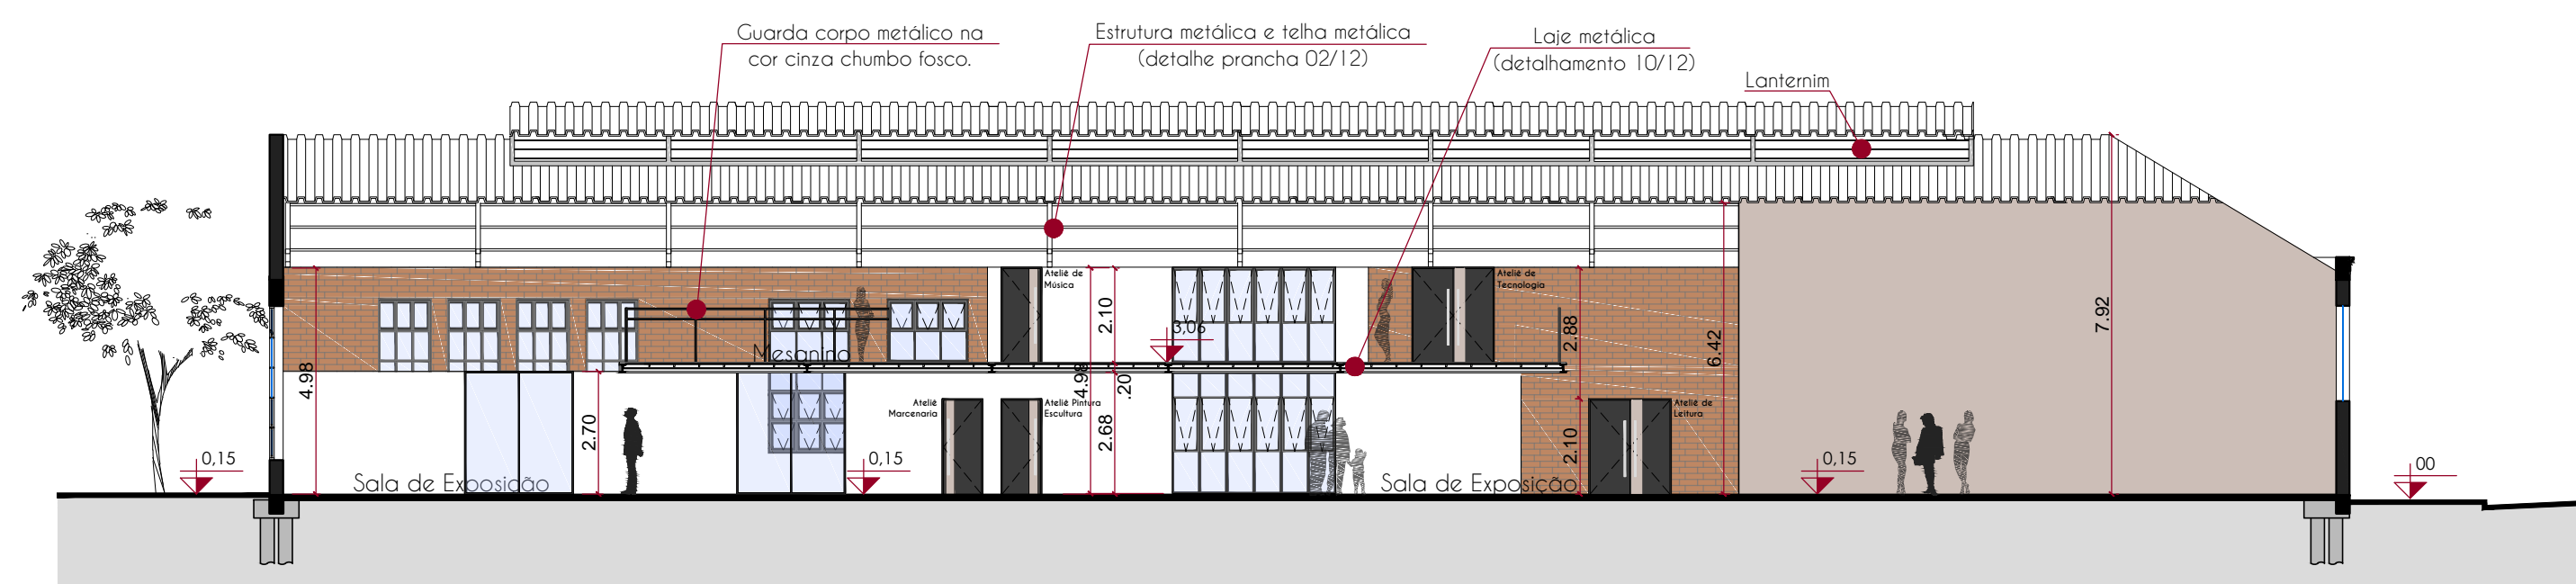 Guarda corpo metálico na
cor cinza chumbo fosco.
Estrutura metálica e telha metálica
(detalhe prancha 02/12)
Laje metálica
(detalhamento 10/12)
Lanternim
Ateliê de
Música
Ateliê de
Tecnologia
2.10
3,06
2.88
6.42
7.92
Mesanino
4.98
4.98
.20
Ateliê
Marcenaria
Ateliê Pintura
Escultura
Ateliê de
Leitura
2.70
2.68
2.10
0,15
0,15
0,15
00
Sala de Exposição
Sala de Exposição